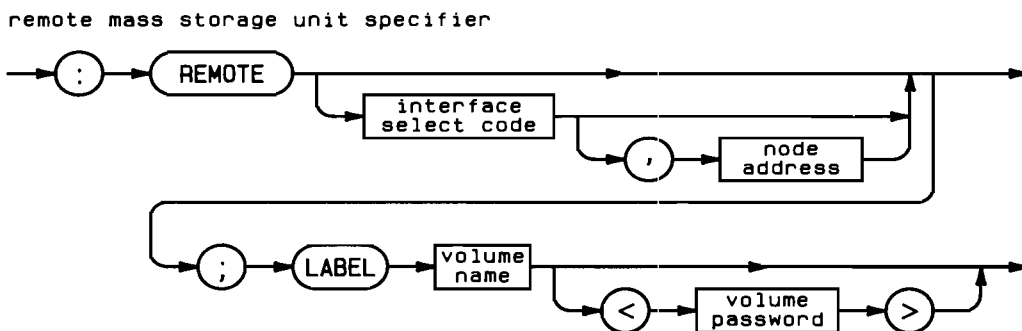 remote mass storage unit specifier
: REMOTE
interface
select code
, node
address
; LABEL volume
name
< volume
password >